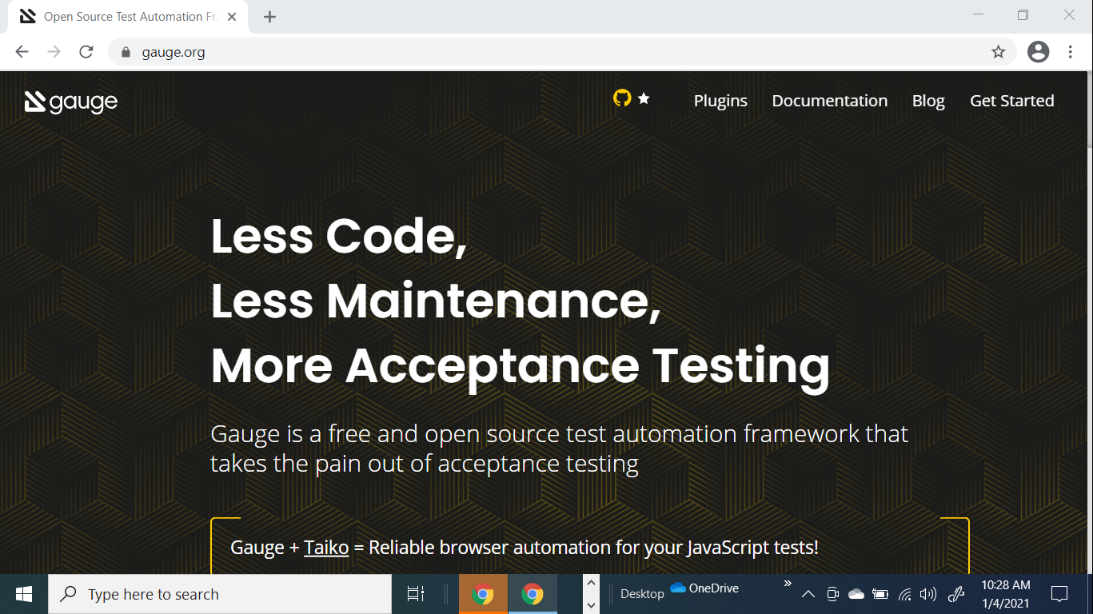 Open Source Test Automation Fr
gauge.org
gauge
Plugins
Documentation
Blog
Get Started
Less Code,
Less Maintenance,
More Acceptance Testing
Gauge is a free and open source test automation framework that
takes the pain out of acceptance testing
Gauge + Taiko = Reliable browser automation for your JavaScript tests!
Type here to search
Desktop
OneDrive
10:28 AM
1/4/2021